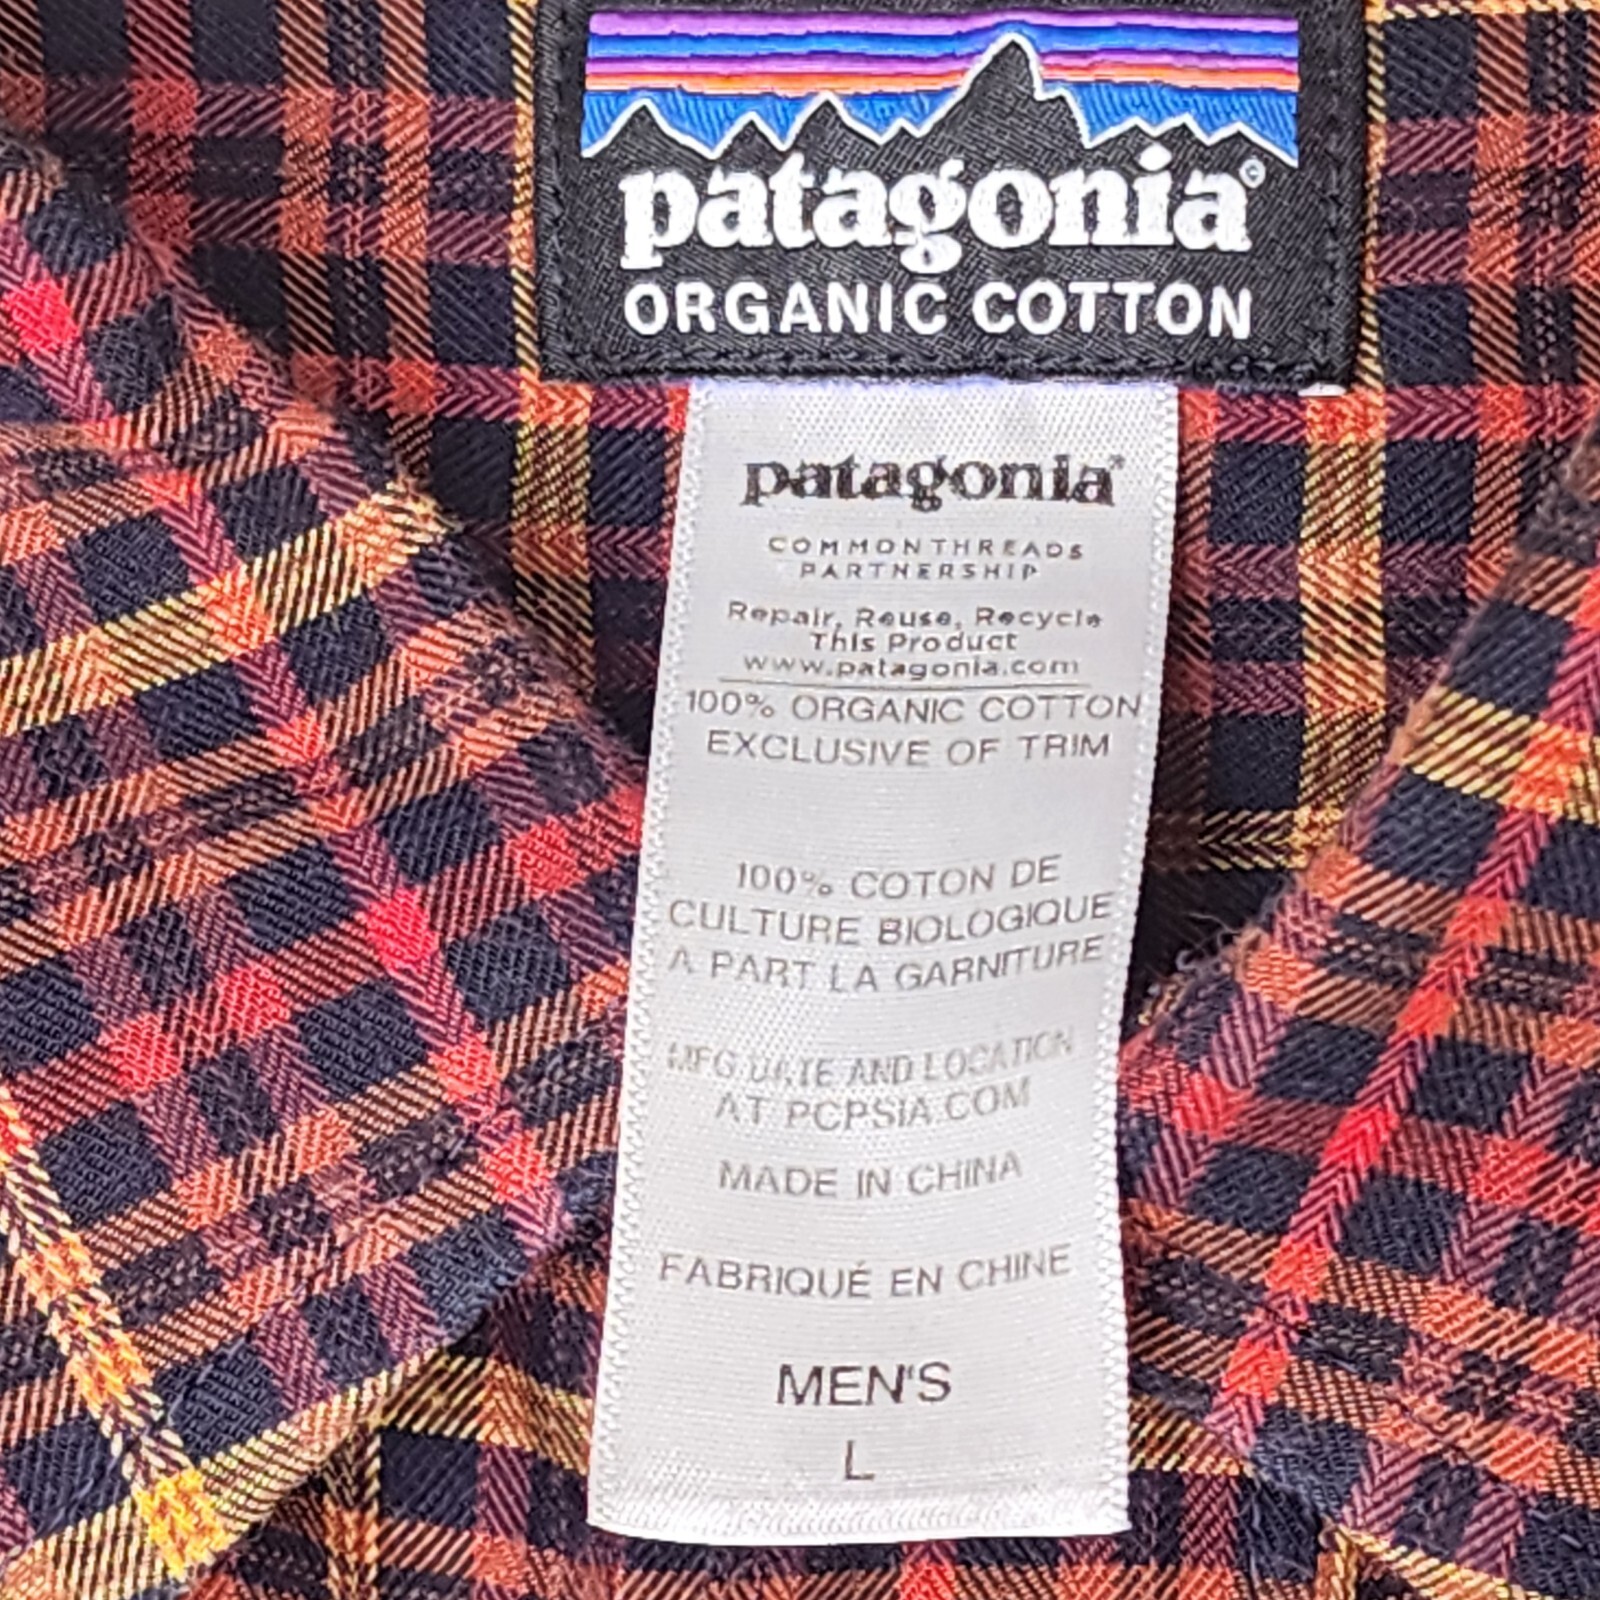 patagonia©
ORGANIC COTTON
patagonia®
COMMON THREADS
PARTNERSHIP
Repair, Reuse, Recycle
This Product
www.patagonia.com
100% ORGANIC COTTON
EXCLUSIVE OF TRIM
100% COTON DE
CULTURE BIOLOGIQUE
A PART LA GARNITURE
MFG DATE AND LOCATION
AT PCPSIA.COM
MADE IN CHINA
FABRIQUÉ EN CHINE
MEN'S
L